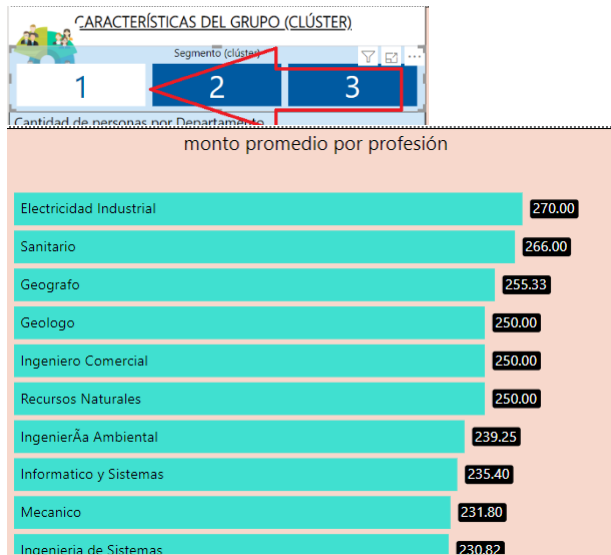 CARACTERÍSTICAS DEL GRUPO (CLÚSTER)
Segmento (clúster)
1 2 3
Cantidad de personas por Departamento
monto promedio por profesión
Electricidad Industrial 270.00
Sanitario 266.00
Geografo 255.33
Geologo 250.00
Ingeniero Comercial 250.00
Recursos Naturales 250.00
IngenierÃa Ambiental 239.25
Informatico y Sistemas 235.40
Mecanico 231.80
Ingenieria de Sistemas 230.82